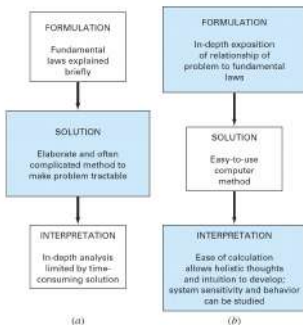 FORMULATION
Fundamental
laws explained
briefly
SOLUTION
Elaborate and often
complicated method to
make problem tractable
INTERPRETATION
In-depth analysis
limited by time-
consuming solution
(a)
FORMULATION
In-depth exposition
of relationship of
problem to fundamental
laws
SOLUTION
Easy-to-use
computer
method
INTERPRETATION
Ease of calculation
allows holistic thoughts
and intuition to develop;
system sensitivity and behavior
can be studied
(b)